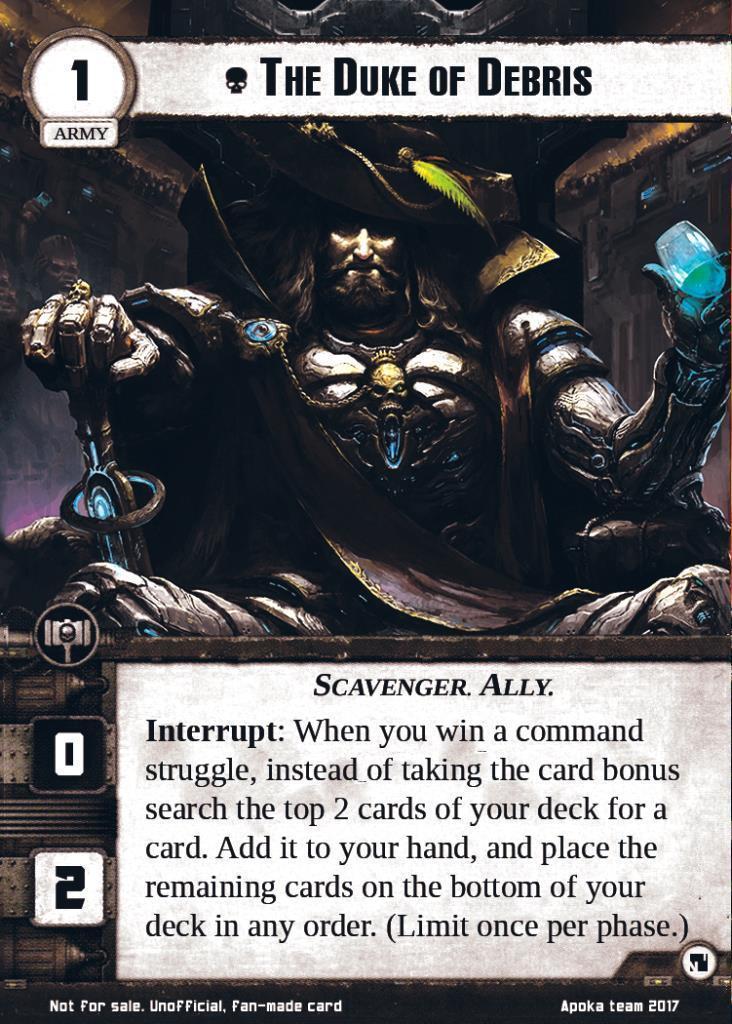 1
THE DUKE OF DEBRIS
ARMY
SCAVENGER. ALLY.
Interrupt: When you win a command
struggle, instead of taking the card bonus
search the top 2 cards of your deck for a
card. Add it to your hand, and place the
remaining cards on the bottom of your
deck in any order. (Limit once per phase.)
0
2
Not for sale. Unofficial, fan-made card
Apoka team 2017